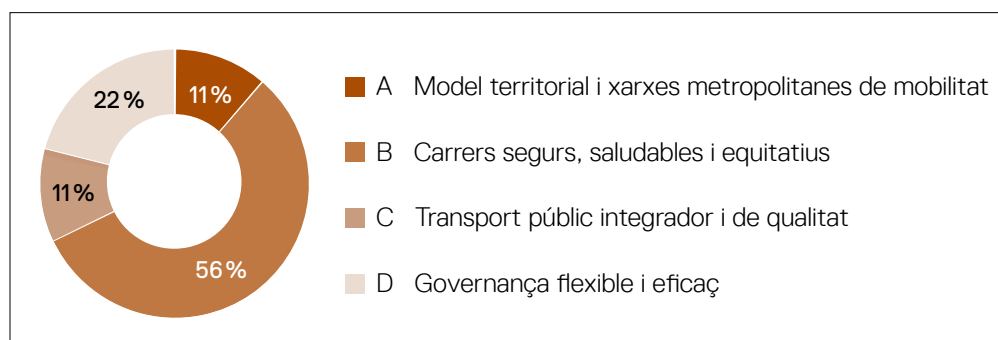 22 %
11 %
11 %
56 %
A Model territorial i xarxes metropolitanes de mobilitat
B Carrers segurs, saludables i equitatius
C Transport públic integrador i de qualitat
D Governança flexible i eficaç